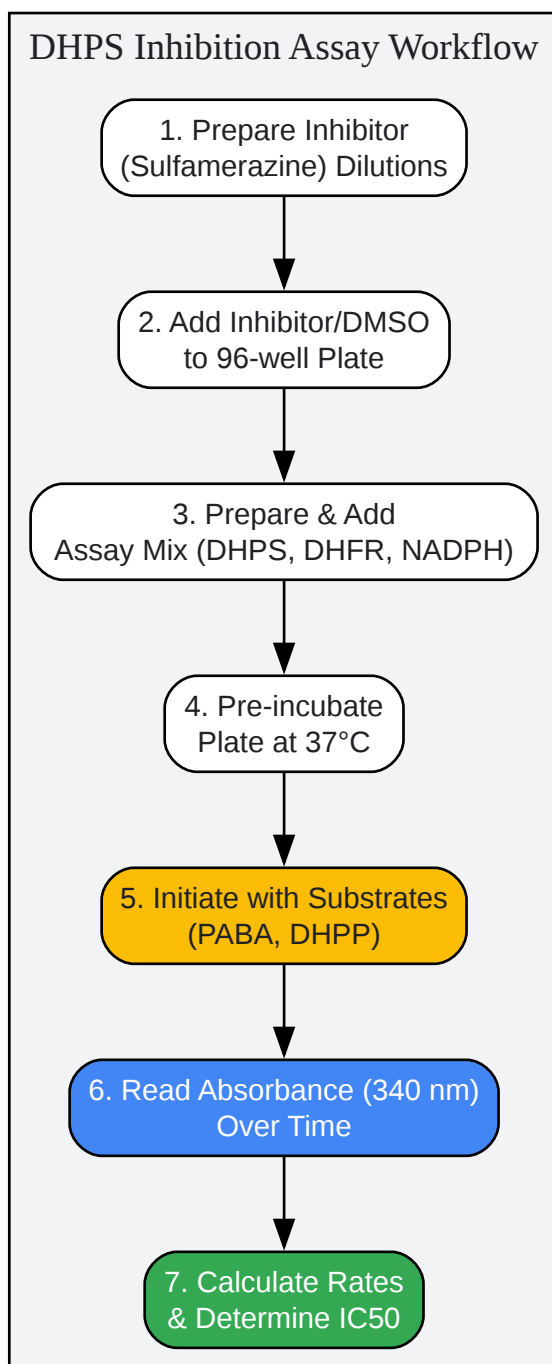 DHPS Inhibition Assay Workflow
1. Prepare Inhibitor
(Sulfamerazine) Dilutions
2. Add Inhibitor/DMSO
to 96-well Plate
3. Prepare & Add
Assay Mix (DHPS, DHFR, NADPH)
4. Pre-incubate
Plate at 37°C
5. Initiate with Substrates
(PABA, DHPP)
6. Read Absorbance (340 nm)
Over Time
7. Calculate Rates
& Determine IC50